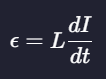 ϵ = L dI/dt